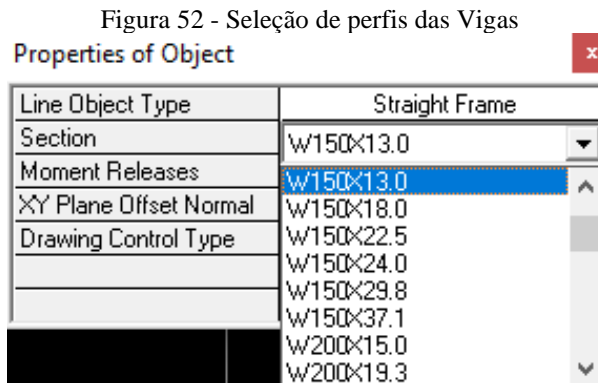 Figura 52 - Seleção de perfis das Vigas
Properties of Object x
Line Object Type Straight Frame
Section W150X13.0
Moment Releases W150X13.0
XY Plane Offset Normal W150X18.0
Drawing Control Type W150X22.5
W150X24.0
W150X29.8
W150X37.1
W200X15.0
W200X19.3